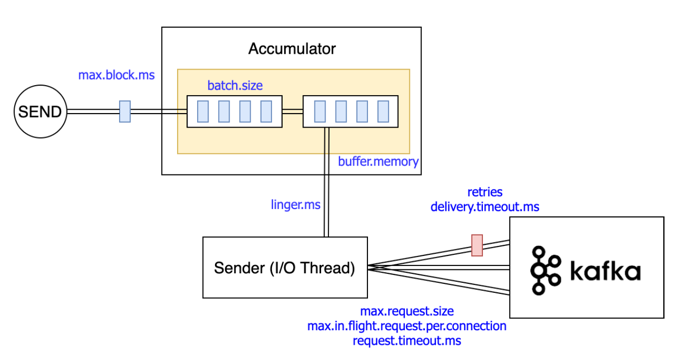 Accumulator
max.block.ms
batch.size
SEND
buffer.memory
linger.ms
retries
delivery.timeout.ms
Sender (I/O Thread)
kafka
max.request.size
max.in.flight.request.per.connection
request.timeout.ms